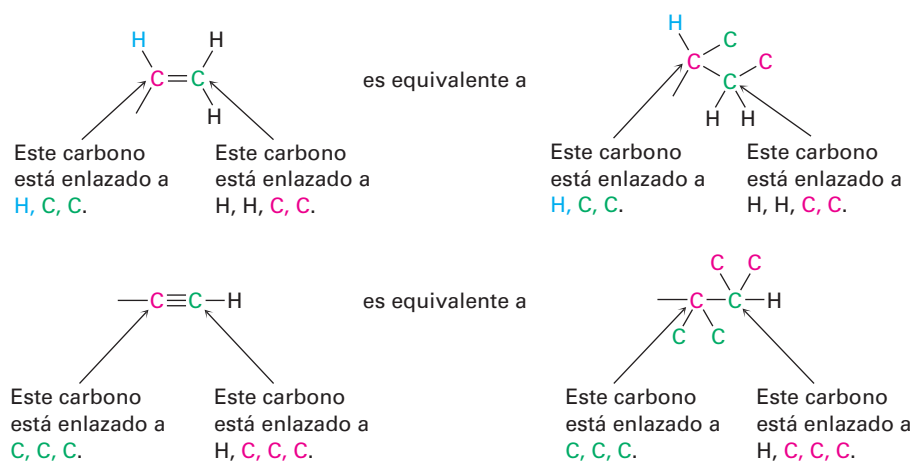 H H H C
C=C es equivalente a C C
C
H H H
Este carbono Este carbono Este carbono Este carbono
está enlazado a está enlazado a está enlazado a está enlazado a
H, C, C. H, H, C, C. H, C, C. H, H, C, C.
C C
C≡C—H es equivalente a C—C—H
C C
Este carbono Este carbono Este carbono Este carbono
está enlazado a está enlazado a está enlazado a está enlazado a
C, C, C. H, C, C, C. C, C, C. H, C, C, C.